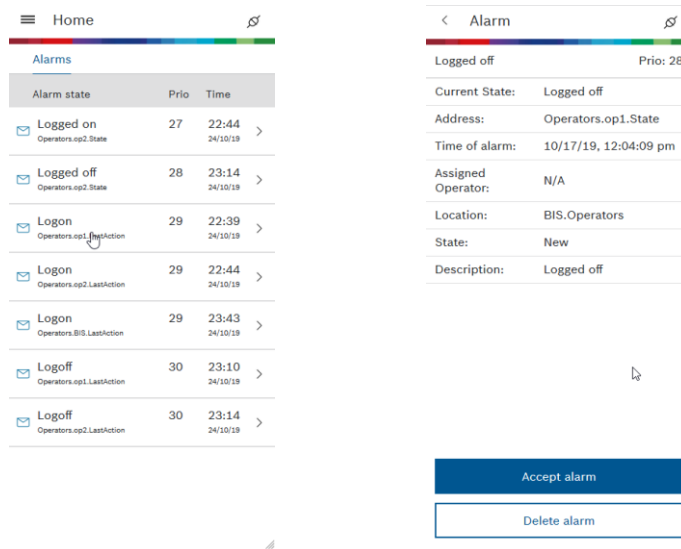 Home
Alarms
Alarm state Prio Time
Logged on 27 22:44
Operators.op2.State 24/10/19
Logged off 28 23:14
Operators.op2.State 24/10/19
Logon 29 22:39
Operators.op1.LastAction 24/10/19
Logon 29 22:44
Operators.op2.LastAction 24/10/19
Logon 29 23:43
Operators.BIS.LastAction 24/10/19
Logoff 30 23:10
Operators.op1.LastAction 24/10/19
Logoff 30 23:14
Operators.op2.LastAction 24/10/19
Alarm
Logged off Prio: 28
Current State: Logged off
Address: Operators.op1.State
Time of alarm: 10/17/19, 12:04:09 pm
Assigned
Operator: N/A
Location: BIS.Operators
State: New
Description: Logged off
Accept alarm
Delete alarm